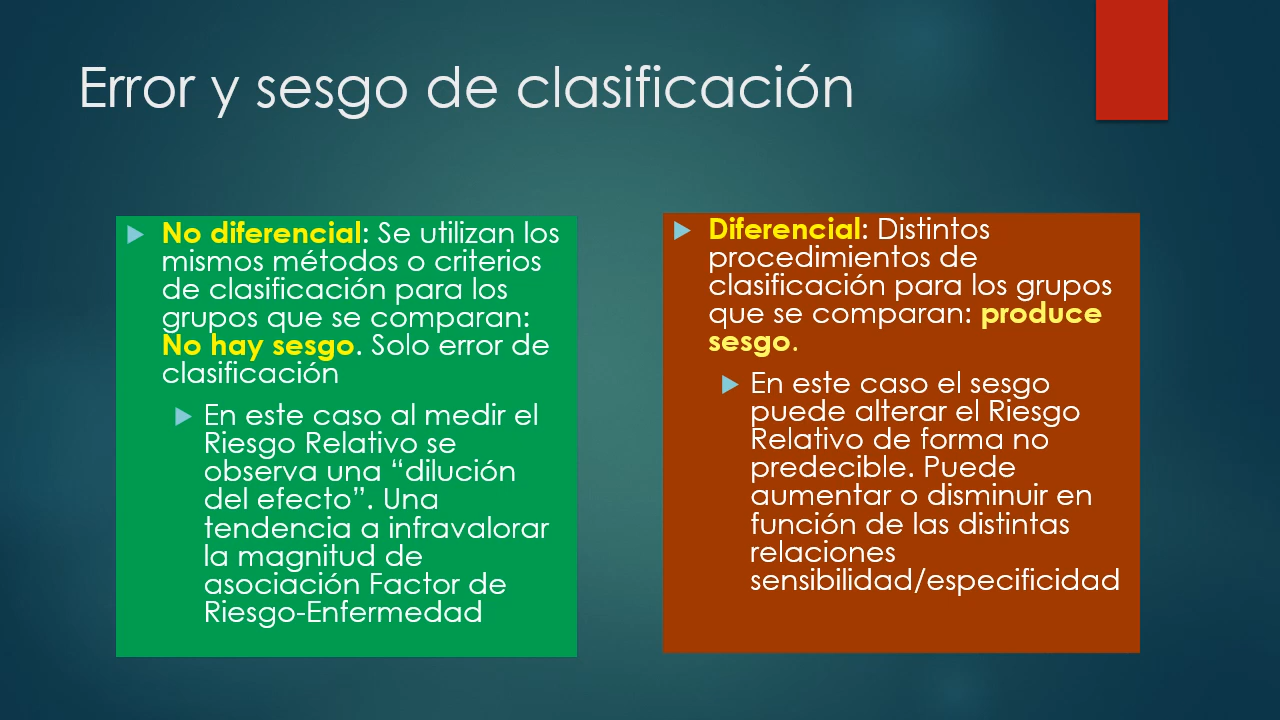 Error y sesgo de clasificación
No diferencial: Se utilizan los
mismos métodos o criterios
de clasificación para los
grupos que se comparan:
No hay sesgo. Solo error de
clasificación
En este caso al medir el
Riesgo Relativo se
observa una “dilución
del efecto”. Una
tendencia a infravalorar
la magnitud de
asociación Factor de
Riesgo-Enfermedad
Diferencial: Distintos
procedimientos de
clasificación para los grupos
que se comparan: produce
sesgo.
En este caso el sesgo
puede alterar el Riesgo
Relativo de forma no
predecible. Puede
aumentar o disminuir en
función de las distintas
relaciones
sensibilidad/especificidad